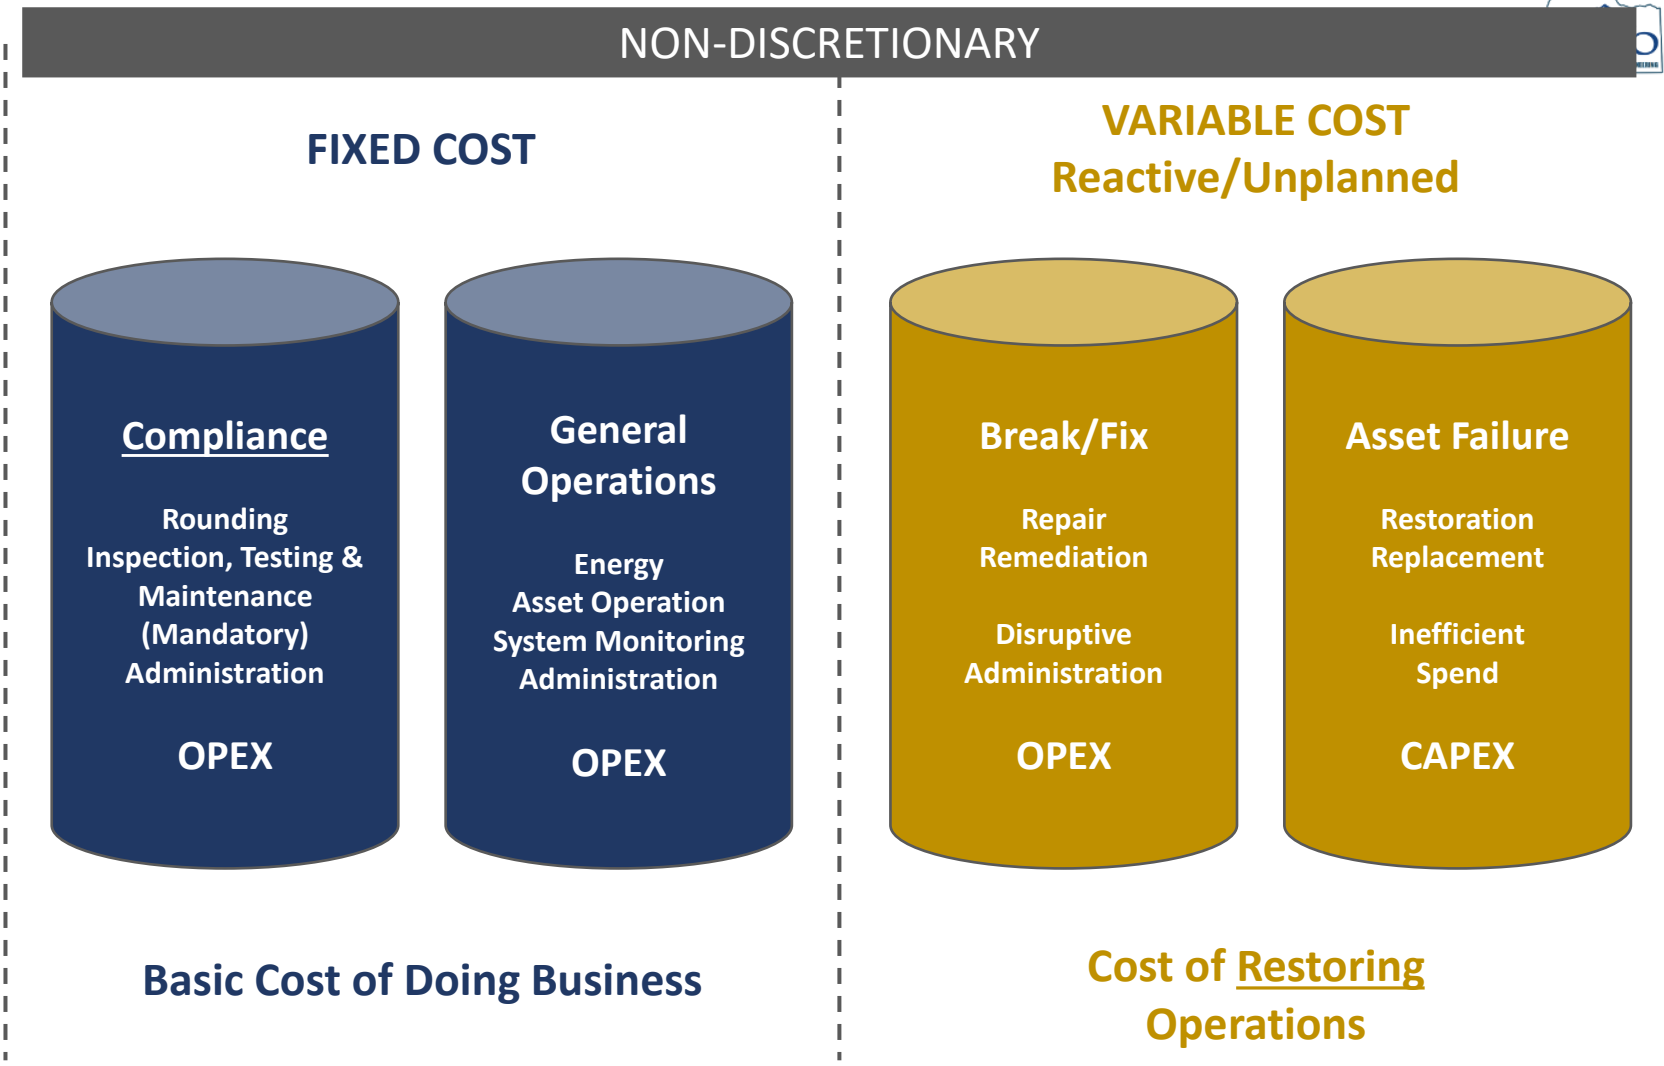 NON-DISCRETIONARY
FIXED COST
Basic Cost of Doing Business
VARIABLE COST
Reactive/Unplanned
Compliance
Rounding
Inspection, Testing &
Maintenance
(Mandatory)
Administration
OPEX
General
Operations
Energy
Asset Operation
System Monitoring
Administration
OPEX
Break/Fix
Repair
Remediation
Disruptive
Administration
OPEX
Asset Failure
Restoration
Replacement
Inefficient
Spend
CAPEX
Cost of Restoring
Operations